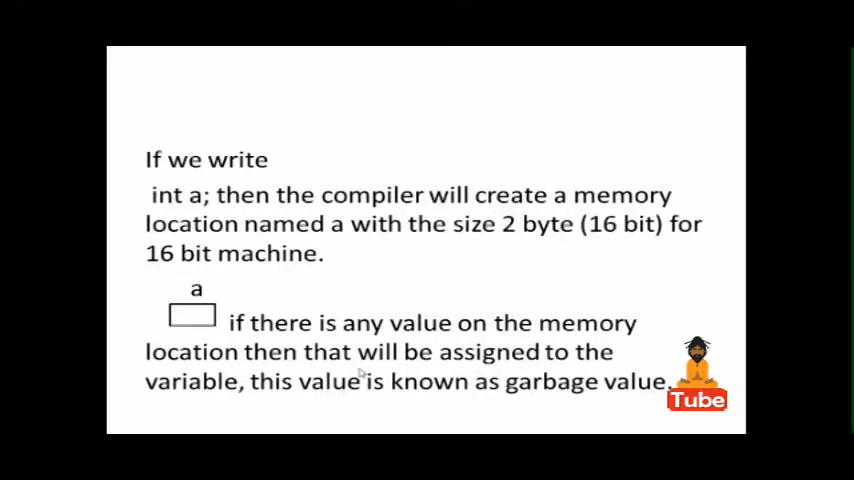 If we write
int a; then the compiler will create a memory
location named a with the size 2 byte (16 bit) for
16 bit machine.
a
if there is any value on the memory
location then that will be assigned to the
variable, this value is known as garbage value.
Tube